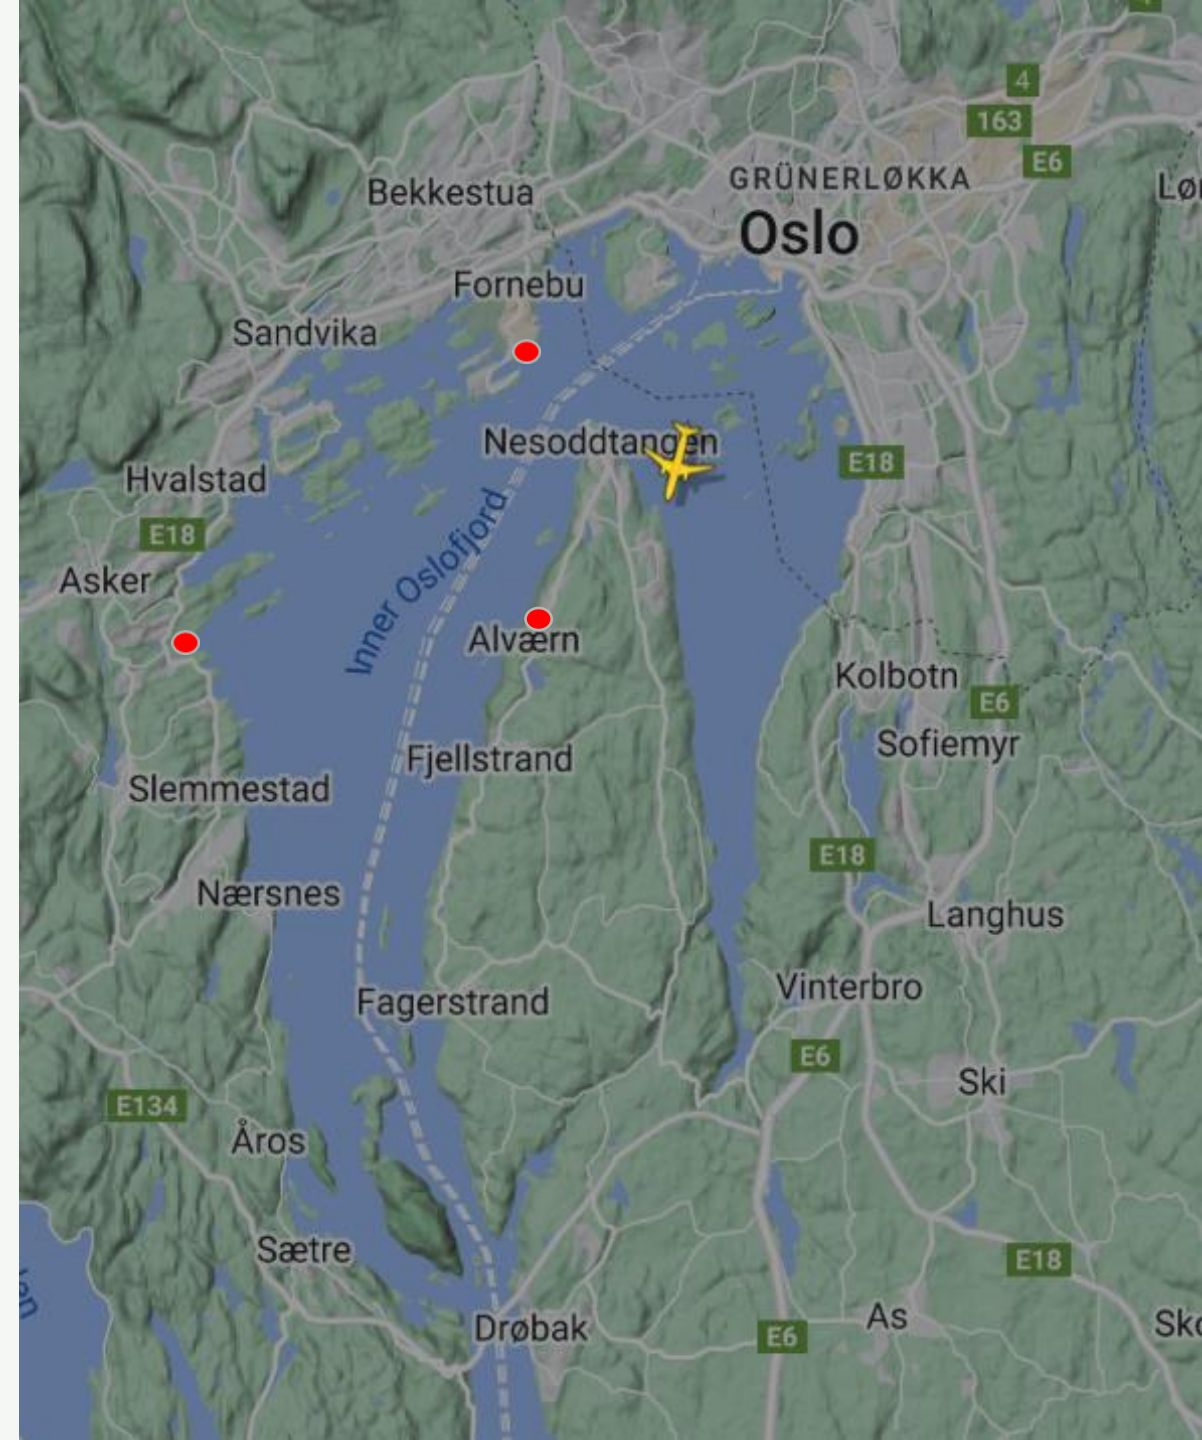 4
163
E6
GRÜNERLØKKA
Bekkestua
Oslo
Fornebu
Sandvika
Nesoddtangen
E18
Hvalstad
E18
Inner Oslofjord
Asker
Alværn
Kolbotn
E6
Sofiemyr
Fjellstrand
Slemmestad
E18
Nærsnes
Langhus
Vinterbro
Fagerstrand
E6
Ski
E134
Åros
Sætre
E18
As
Drøbak
E6